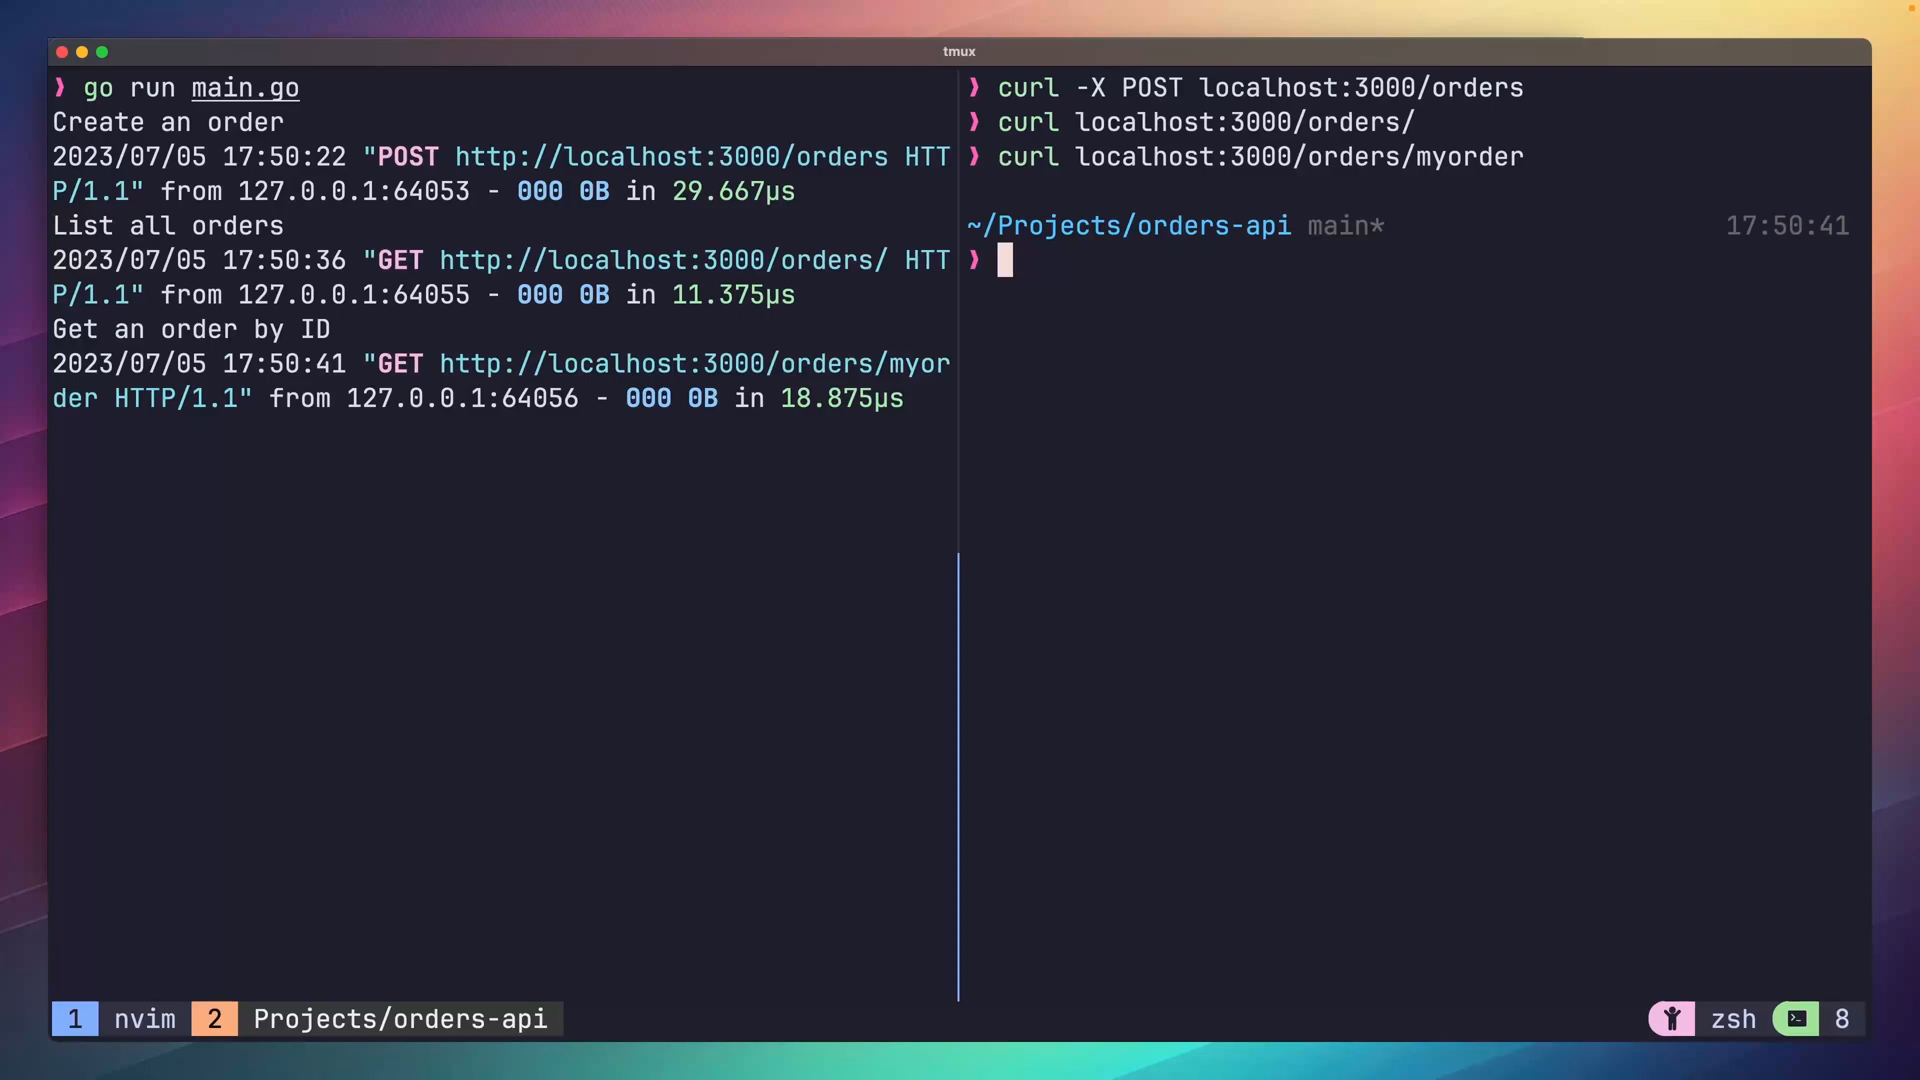 tmux
❱ go run main.go
Create an order
2023/07/05 17:50:22 "POST http://localhost:3000/orders HTT
P/1.1" from 127.0.0.1:64053 - 000 0B in 29.667µs
List all orders
2023/07/05 17:50:36 "GET http://localhost:3000/orders/ HTT
P/1.1" from 127.0.0.1:64055 - 000 0B in 11.375µs
Get an order by ID
2023/07/05 17:50:41 "GET http://localhost:3000/orders/myor
der HTTP/1.1" from 127.0.0.1:64056 - 000 0B in 18.875µs
❱ curl -X POST localhost:3000/orders
❱ curl localhost:3000/orders/
❱ curl localhost:3000/orders/myorder
~/Projects/orders-api main* 17:50:41
❱
1 nvim 2 Projects/orders-api zsh 8